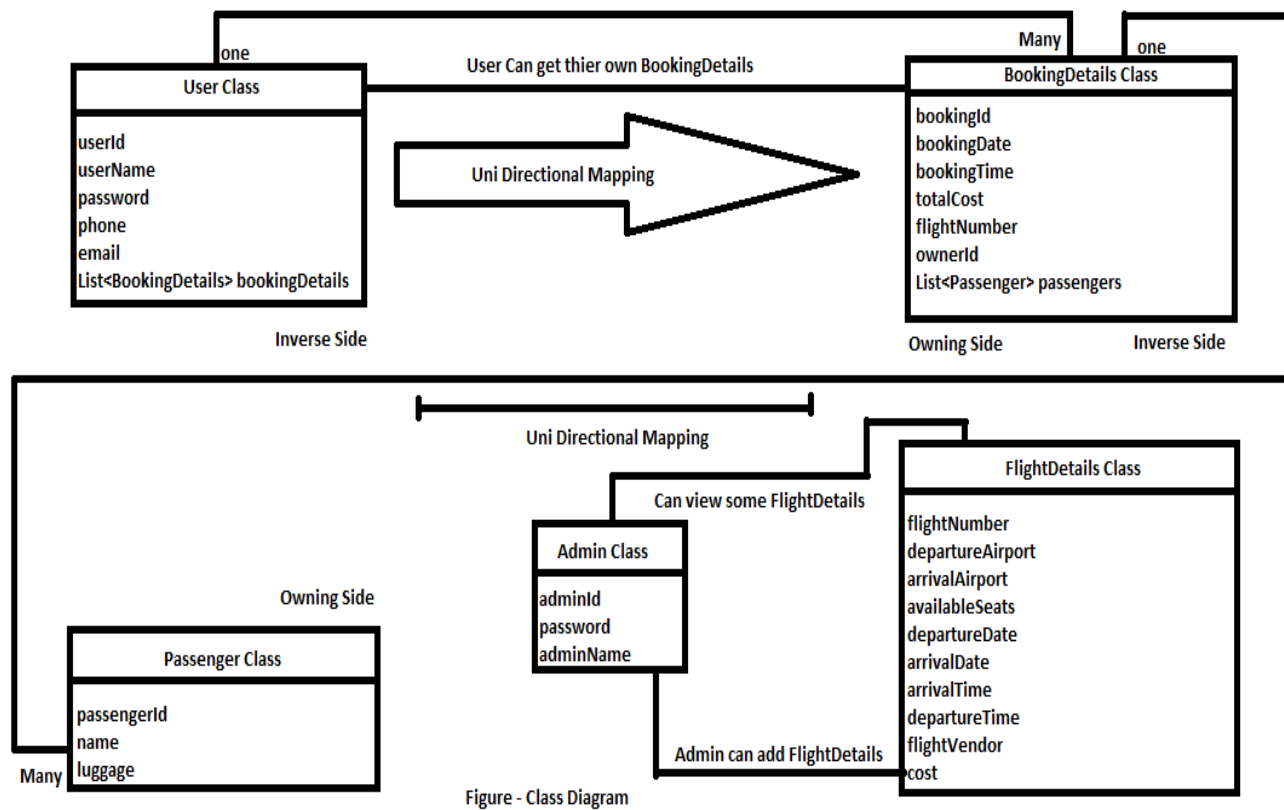 one
Many
one
User Class
User Can get thier own BookingDetails
BookingDetails Class
userId
userName
password
phone
email
List<BookingDetails> bookingDetails
Uni Directional Mapping
bookingId
bookingDate
bookingTime
totalCost
flightNumber
ownerId
List<Passenger> passengers
Inverse Side
Owning Side
Inverse Side
Uni Directional Mapping
Can view some FlightDetails
FlightDetails Class
Admin Class
adminId
password
adminName
flightNumber
departureAirport
arrivalAirport
availableSeats
departureDate
arrivalDate
arrivalTime
departureTime
flightVendor
cost
Owning Side
Passenger Class
passengerId
name
luggage
Many
Admin can add FlightDetails
Figure - Class Diagram